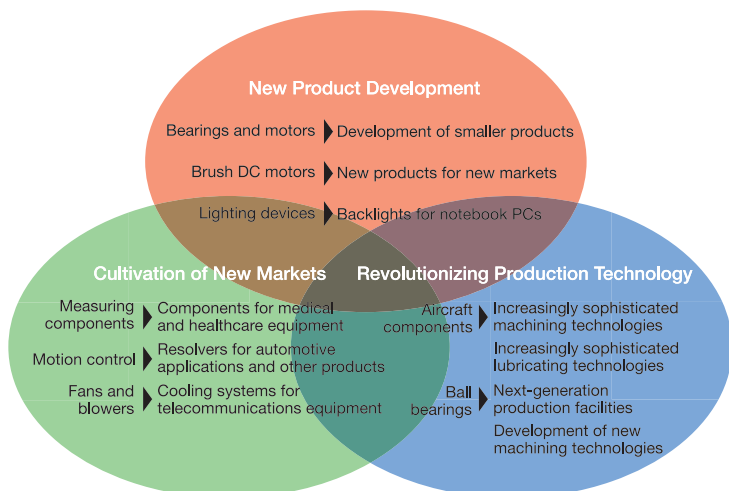 New Product Development
Bearings and motors Development of smaller products
Brush DC motors New products for new markets
Lighting devices Backlights for notebook PCs
Cultivation of New Markets
Measuring components Components for medical
and healthcare equipment
Motion control Resolvers for automotive
applications and other products
Fans and
blowers Cooling systems for
telecommunications equipment
Revolutionizing Production Technology
Aircraft
components Increasingly sophisticated
machining technologies
Increasingly sophisticated
lubricating technologies
Ball
bearings Next-generation
production facilities
Development of new
machining technologies